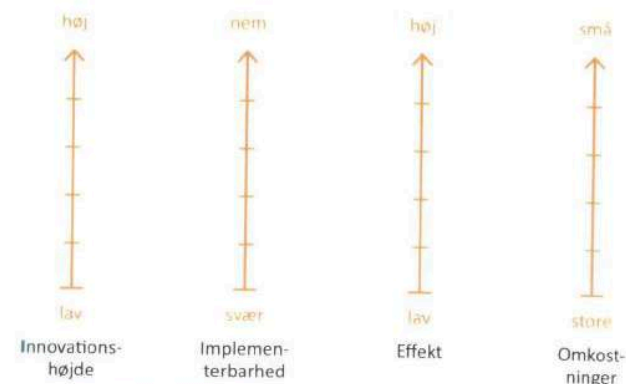 høj
nem
høj
små
lav
svær
lav
store
Innovations-
højde
Implemen-
terbarhed
Effekt
Omkost-
ninger